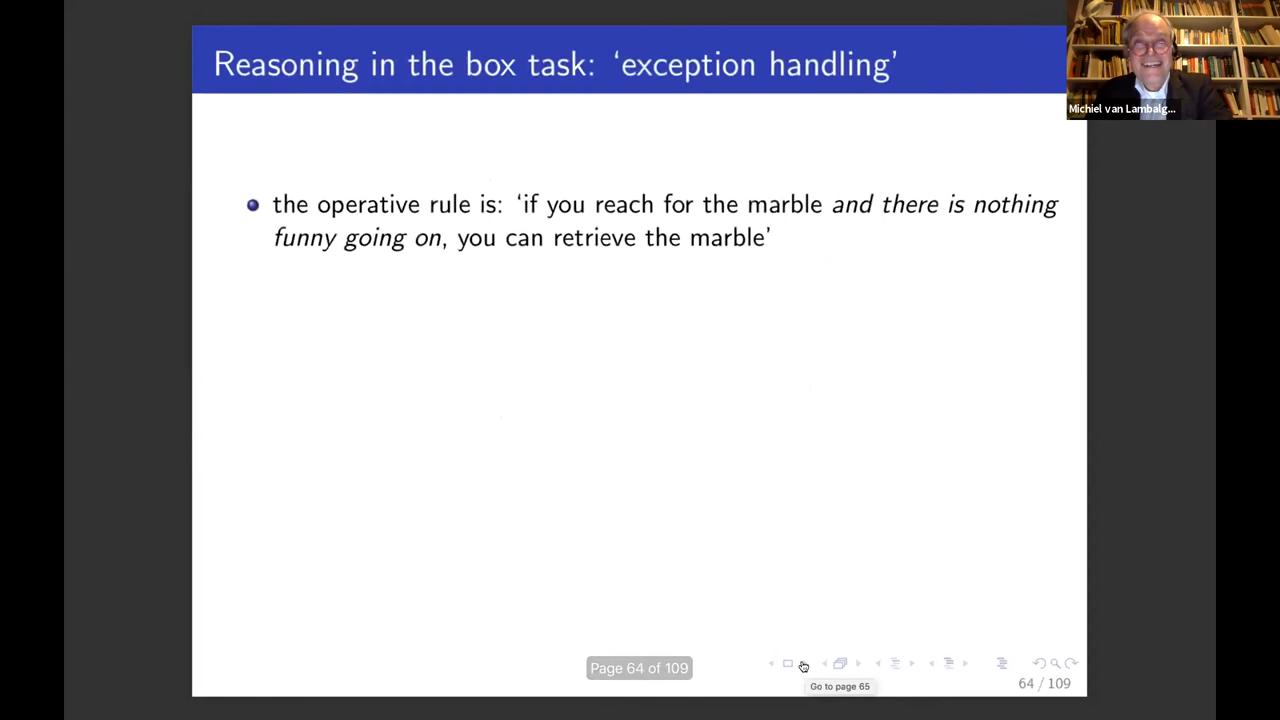 Reasoning in the box task: ‘exception handling’
Michiel van Lambalg...
the operative rule is: ‘if you reach for the marble and there is nothing
funny going on, you can retrieve the marble’
Page 64 of 109
Go to page 65
64 / 109